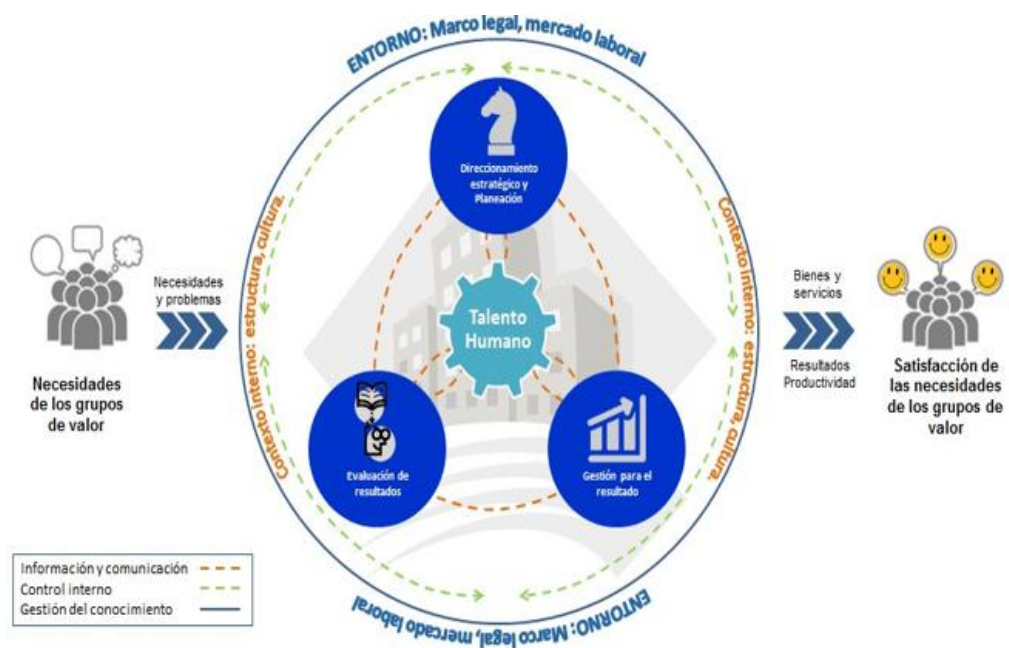 ENTORNO: Marco legal, mercado laboral
Direccionamiento
estratégico y
Planeación
Contexto interno: estructura, cultura.
Contexto interno: estructura, cultura.
Necesidades
y problemas
Necesidades
de los grupos
de valor
Talento
Humano
Bienes y
servicios
Resultados
Productividad
Satisfacción de
las necesidades
de los grupos de
valor
Evaluación de
resultados
Gestión para el
resultado
Información y comunicación
Control interno
Gestión del conocimiento
ENTORNO: Marco legal, mercado laboral